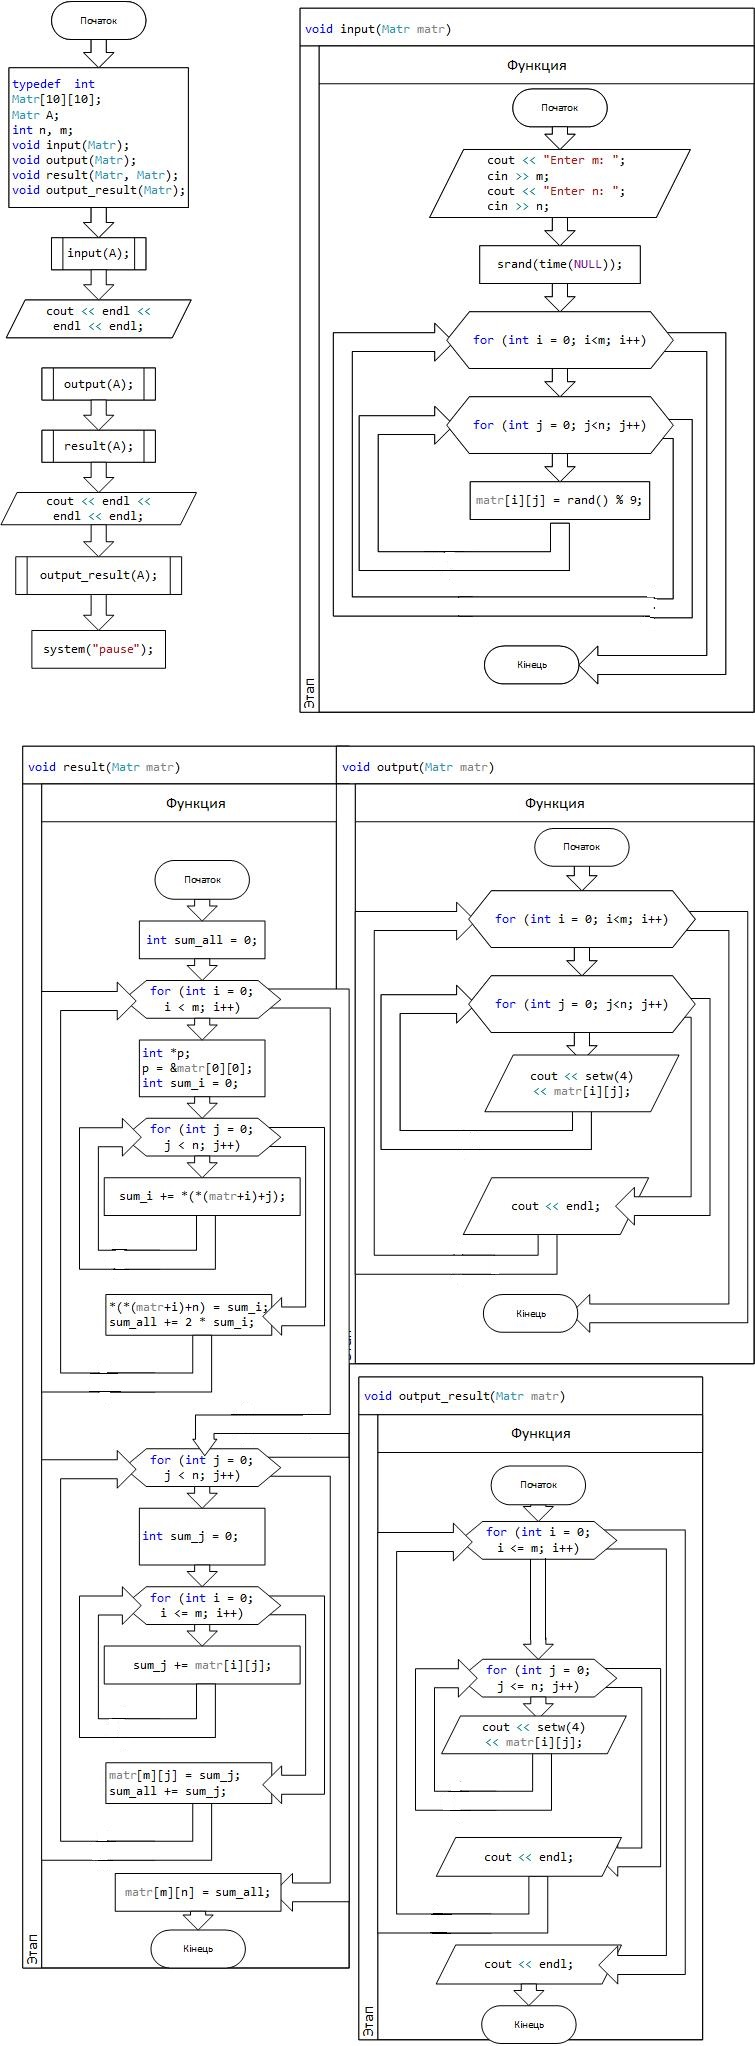 Початок
typedef  int
Matr[10][10];
Matr A;
int n, m;
void input(Matr);
void output(Matr);
void result(Matr, Matr);
void output_result(Matr);
input(A);
cout << endl <<
endl << endl;
output(A);
result(A);
cout << endl <<
endl << endl;
output_result(A);
system("pause");
void input(Matr matr)
Функция
Початок
cout << "Enter m: ";
cin >> m;
cout << "Enter n: ";
cin >> n;
srand(time(NULL));
for (int i = 0; i<m; i++)
for (int j = 0; j<n; j++)
matr[i][j] = rand() % 9;
Кінець
Этап
void result(Matr matr)
Функция
Початок
int sum_all = 0;
for (int i = 0;
i < m; i++)
int *p;
p = &matr[0][0];
int sum_i = 0;
for (int j = 0;
j < n; j++)
sum_i += *(*(matr+i)+j);
*(*(matr+i)+n) = sum_i;
sum_all += 2 * sum_i;
for (int j = 0;
j < n; j++)
int sum_j = 0;
for (int i = 0;
i <= m; i++)
sum_j += matr[i][j];
matr[m][j] = sum_j;
sum_all += sum_j;
matr[m][n] = sum_all;
Кінець
Этап
void output(Matr matr)
Функция
Початок
for (int i = 0; i<m; i++)
for (int j = 0; j<n; j++)
cout << setw(4)
<< matr[i][j];
cout << endl;
Кінець
void output_result(Matr matr)
Функция
Початок
for (int i = 0;
i <= m; i++)
for (int j = 0;
j <= n; j++)
cout << setw(4)
<< matr[i][j];
cout << endl;
cout << endl;
Кінець
Этап